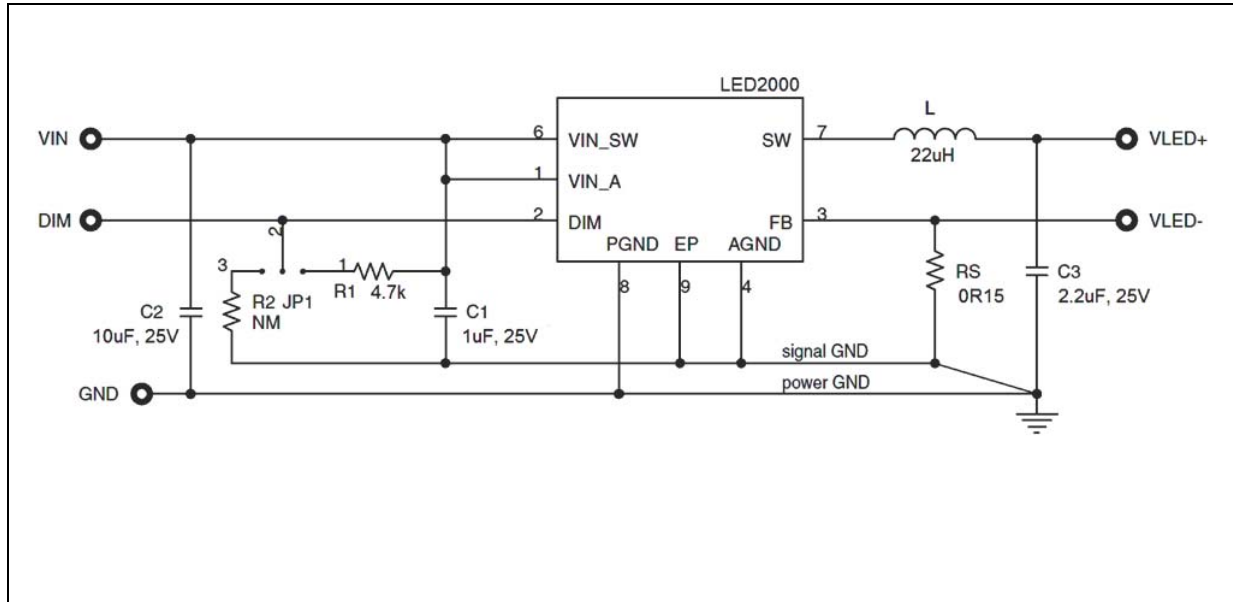 LED2000
L
VIN
6
VIN_SW
SW
7
22uH
VLED+
1
VIN_A
DIM
2
DIM
FB
3
VLED-
2
PGND
EP
AGND
3
1
R1
4.7k
8
9
4
RS
0R15
C3
2.2uF, 25V
C2
10uF, 25V
R2 JP1
NM
C1
1uF, 25V
signal GND
power GND
GND